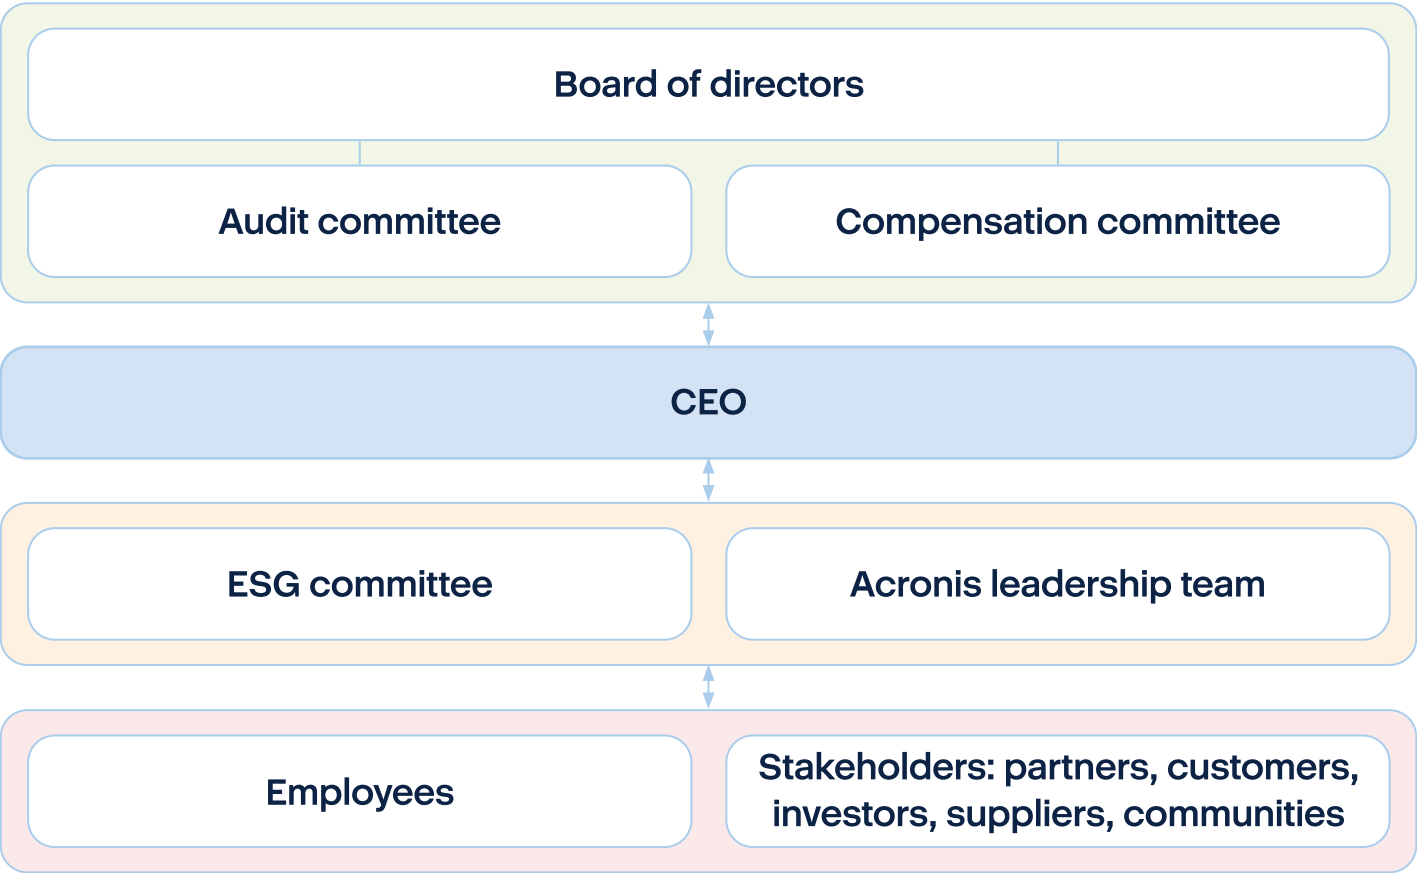 Board of directors
Audit committee
Compensation committee
CEO
ESG committee
Acronis leadership team
Employees
Stakeholders: partners, customers,
investors, suppliers, communities